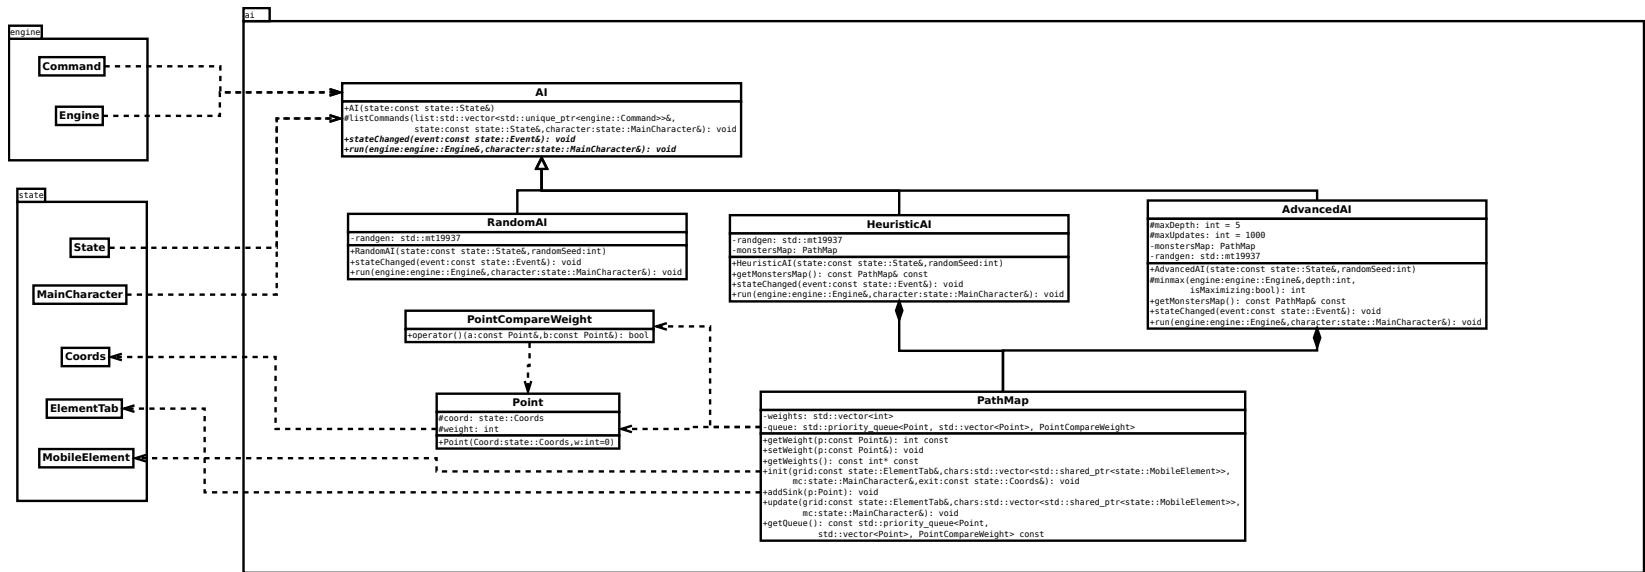 engine
Command
Engine
state
State
MainCharacter
Coords
ElementTab
MobileElement
ai
AI
+AI(state:const state::State&)
#listCommands(list:std::vector<std::unique_ptr<engine::Command>>&,
state:const state::State&,character:state::MainCharacter&): void
+stateChanged(event:const state::Event&): void
+run(engine:engine::Engine&,character:state::MainCharacter&): void
RandomAI
-randgen: std::mt19937
+RandomAI(state:const state::State&,randomSeed:int)
+stateChanged(event:const state::Event&): void
+run(engine:engine::Engine&,character:state::MainCharacter&): void
HeuristicAI
-randgen: std::mt19937
-monstersMap: PathMap
+HeuristicAI(state:const state::State&,randomSeed:int)
+getMonstersMap(): const PathMap& const
+stateChanged(event:const state::Event&): void
+run(engine:engine::Engine&,character:state::MainCharacter&): void
AdvancedAI
#maxDepth: int = 5
#maxUpdates: int = 1000
-monstersMap: PathMap
-randgen: std::mt19937
+AdvancedAI(state:const state::State&,randomSeed:int)
#minmax(engine:engine::Engine&,depth:int,
isMaximizing:bool): int
+getMonstersMap(): const PathMap& const
+stateChanged(event:const state::Event&): void
+run(engine:engine::Engine&,character:state::MainCharacter&): void
PointCompareWeight
+operator()(a:const Point&,b:const Point&): bool
Point
#coord: state::Coords
#weight: int
+Point(Coord:state::Coords,w:int=0)
PathMap
-weights: std::vector<int>
-queue: std::priority_queue<Point, std::vector<Point>, PointCompareWeight>
+getWeight(p:const Point&): int const
+setWeight(p:const Point&): void
+getWeights(): const int* const
+init(grid:const state::ElementTab&,chars:std::vector<std::shared_ptr<state::MobileElement>>,
mc:state::MainCharacter&,exit:const state::Coords&): void
+addSink(p:Point): void
+update(grid:const state::ElementTab&,chars:std::vector<std::shared_ptr<state::MobileElement>>,
mc:state::MainCharacter&): void
+getQueue(): const std::priority_queue<Point,
std::vector<Point>, PointCompareWeight> const